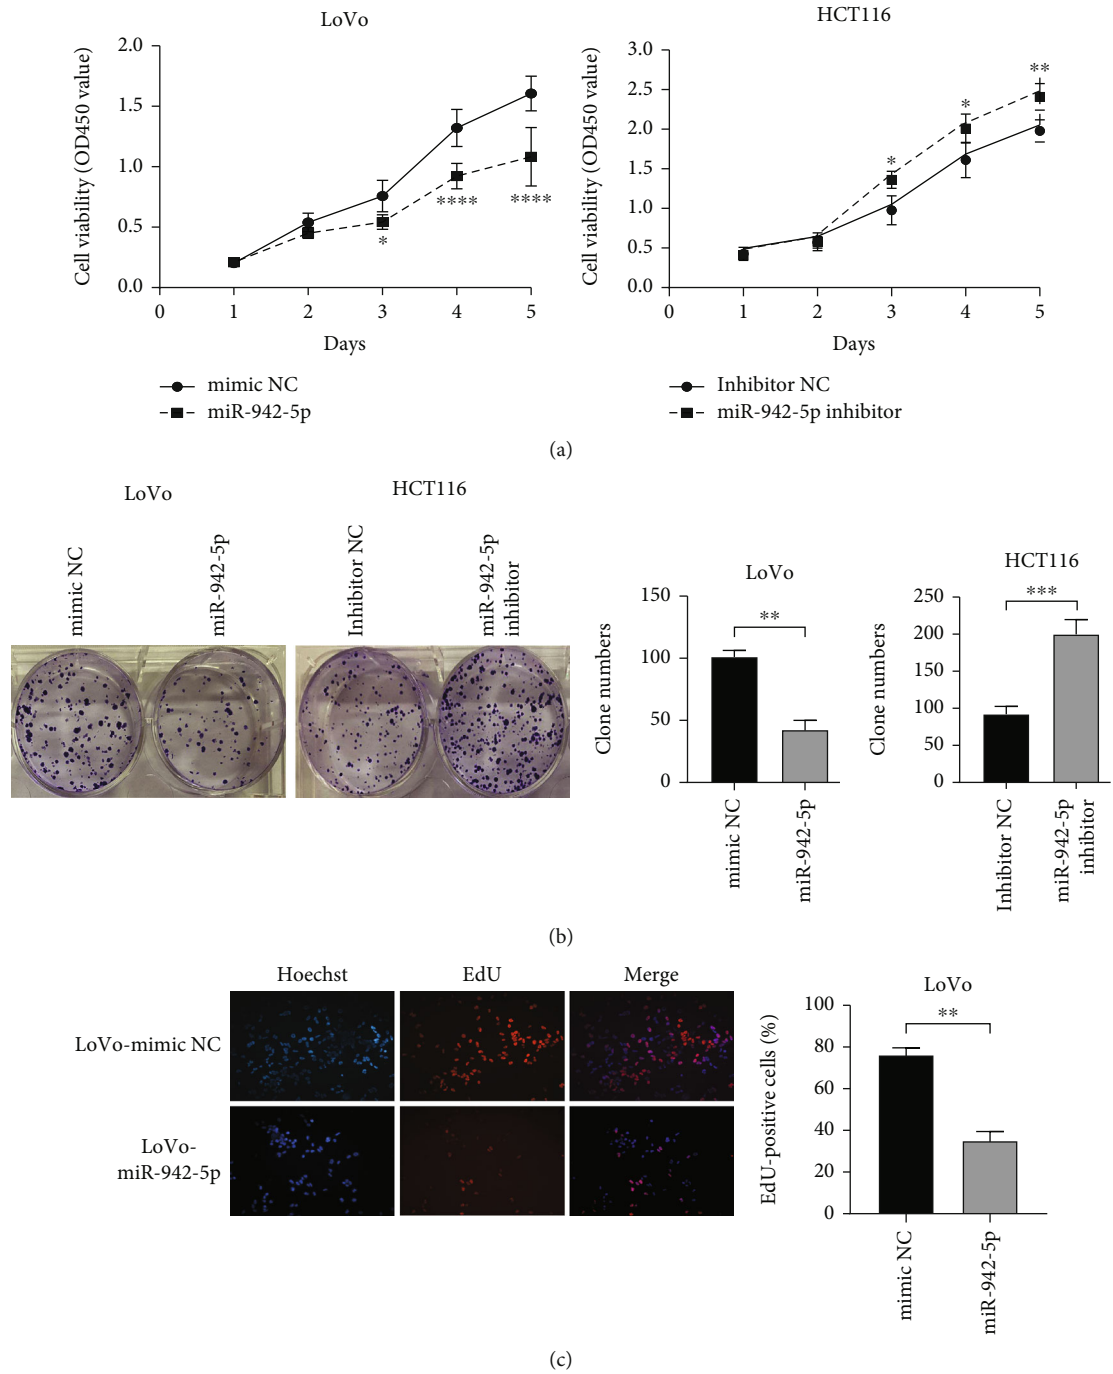 LoVo
Cell viability (OD450 value)
2.0
1.5
1.0
0.5
0.0
0
1
2
3
4
5
*
****
****
Days
mimic NC
miR-942-5p
HCT116
Cell viability (OD450 value)
3.0
2.5
2.0
1.5
1.0
0.5
0.0
0
1
2
3
4
5
*
*
**
Days
Inhibitor NC
miR-942-5p inhibitor
(a)
LoVo
mimic NC
miR-942-5p
HCT116
Inhibitor NC
miR-942-5p
inhibitor
LoVo
Clone numbers
150
100
50
0
**
mimic NC
miR-942-5p
HCT116
Clone numbers
250
200
150
100
50
0
***
Inhibitor NC
miR-942-5p
inhibitor
(b)
Hoechst
EdU
Merge
LoVo-mimic NC
LoVo-
miR-942-5p
LoVo
EdU-positive cells (%)
100
80
60
40
20
0
**
mimic NC
miR-942-5p
(c)